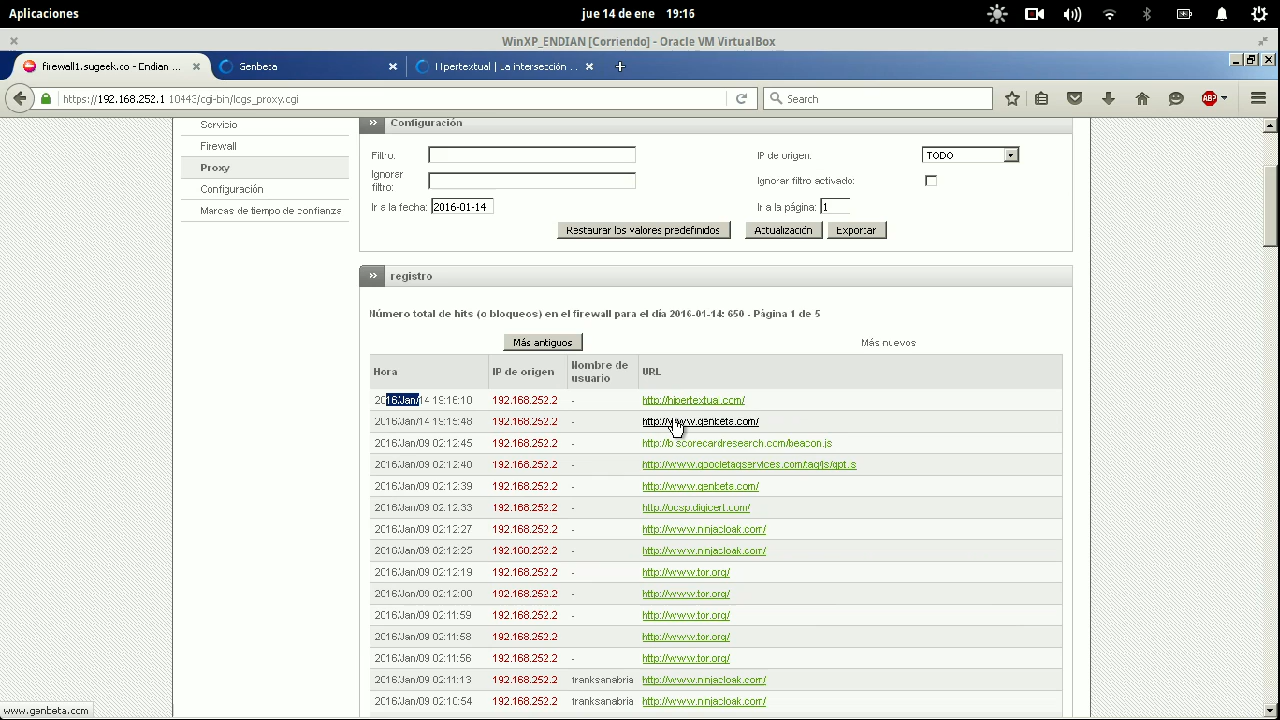 Aplicaciones
jue 14 de ene 19:16
WinXP_ENDIAN [Corriendo] - Oracle VM VirtualBox
firewall1.sugeek.co - Endian ...
Genbeta
Hipertextual | La intersección ...
https://192.168.252.1:10443/cgi-bin/logs_proxy.cgi
Search
ABP
Servicio
Firewall
Proxy
Configuración
Marcas de tiempo de confianza
Configuración
Filtro:
IP de origen:
TODO
Ignorar filtro:
Ignorar filtro activado:
Ir a la fecha:
2016-01-14
Ir a la página:
1
Restaurar los valores predefinidos
Actualización
Exportar
registro
Número total de hits (o bloqueos) en el firewall para el día 2016-01-14: 650 - Página 1 de 5
Más antiguos
Más nuevos
Hora IP de origen Nombre de usuario URL
2016/Jan/14 19:16:10 192.168.252.2 - http://hipertextual.com/
2016/Jan/14 19:15:48 192.168.252.2 - http://www.genbeta.com/
2016/Jan/09 02:12:45 192.168.252.2 - http://b.scorecardresearch.com/beacon.js
2016/Jan/09 02:12:40 192.168.252.2 - http://www.googletagservices.com/tag/js/gpt.js
2016/Jan/09 02:12:39 192.168.252.2 - http://www.genbeta.com/
2016/Jan/09 02:12:33 192.168.252.2 - http://ocsp.digicert.com/
2016/Jan/09 02:12:27 192.168.252.2 - http://www.ninjacloak.com/
2016/Jan/09 02:12:25 192.168.252.2 - http://www.ninjacloak.com/
2016/Jan/09 02:12:19 192.168.252.2 - http://www.tor.org/
2016/Jan/09 02:12:00 192.168.252.2 - http://www.tor.org/
2016/Jan/09 02:11:59 192.168.252.2 - http://www.tor.org/
2016/Jan/09 02:11:58 192.168.252.2 http://www.tor.org/
2016/Jan/09 02:11:56 192.168.252.2 - http://www.tor.org/
2016/Jan/09 02:11:13 192.168.252.2 franksanabria http://www.ninjacloak.com/
2016/Jan/09 02:10:54 192.168.252.2 franksanabria http://www.ninjacloak.com/
www.genbeta.com